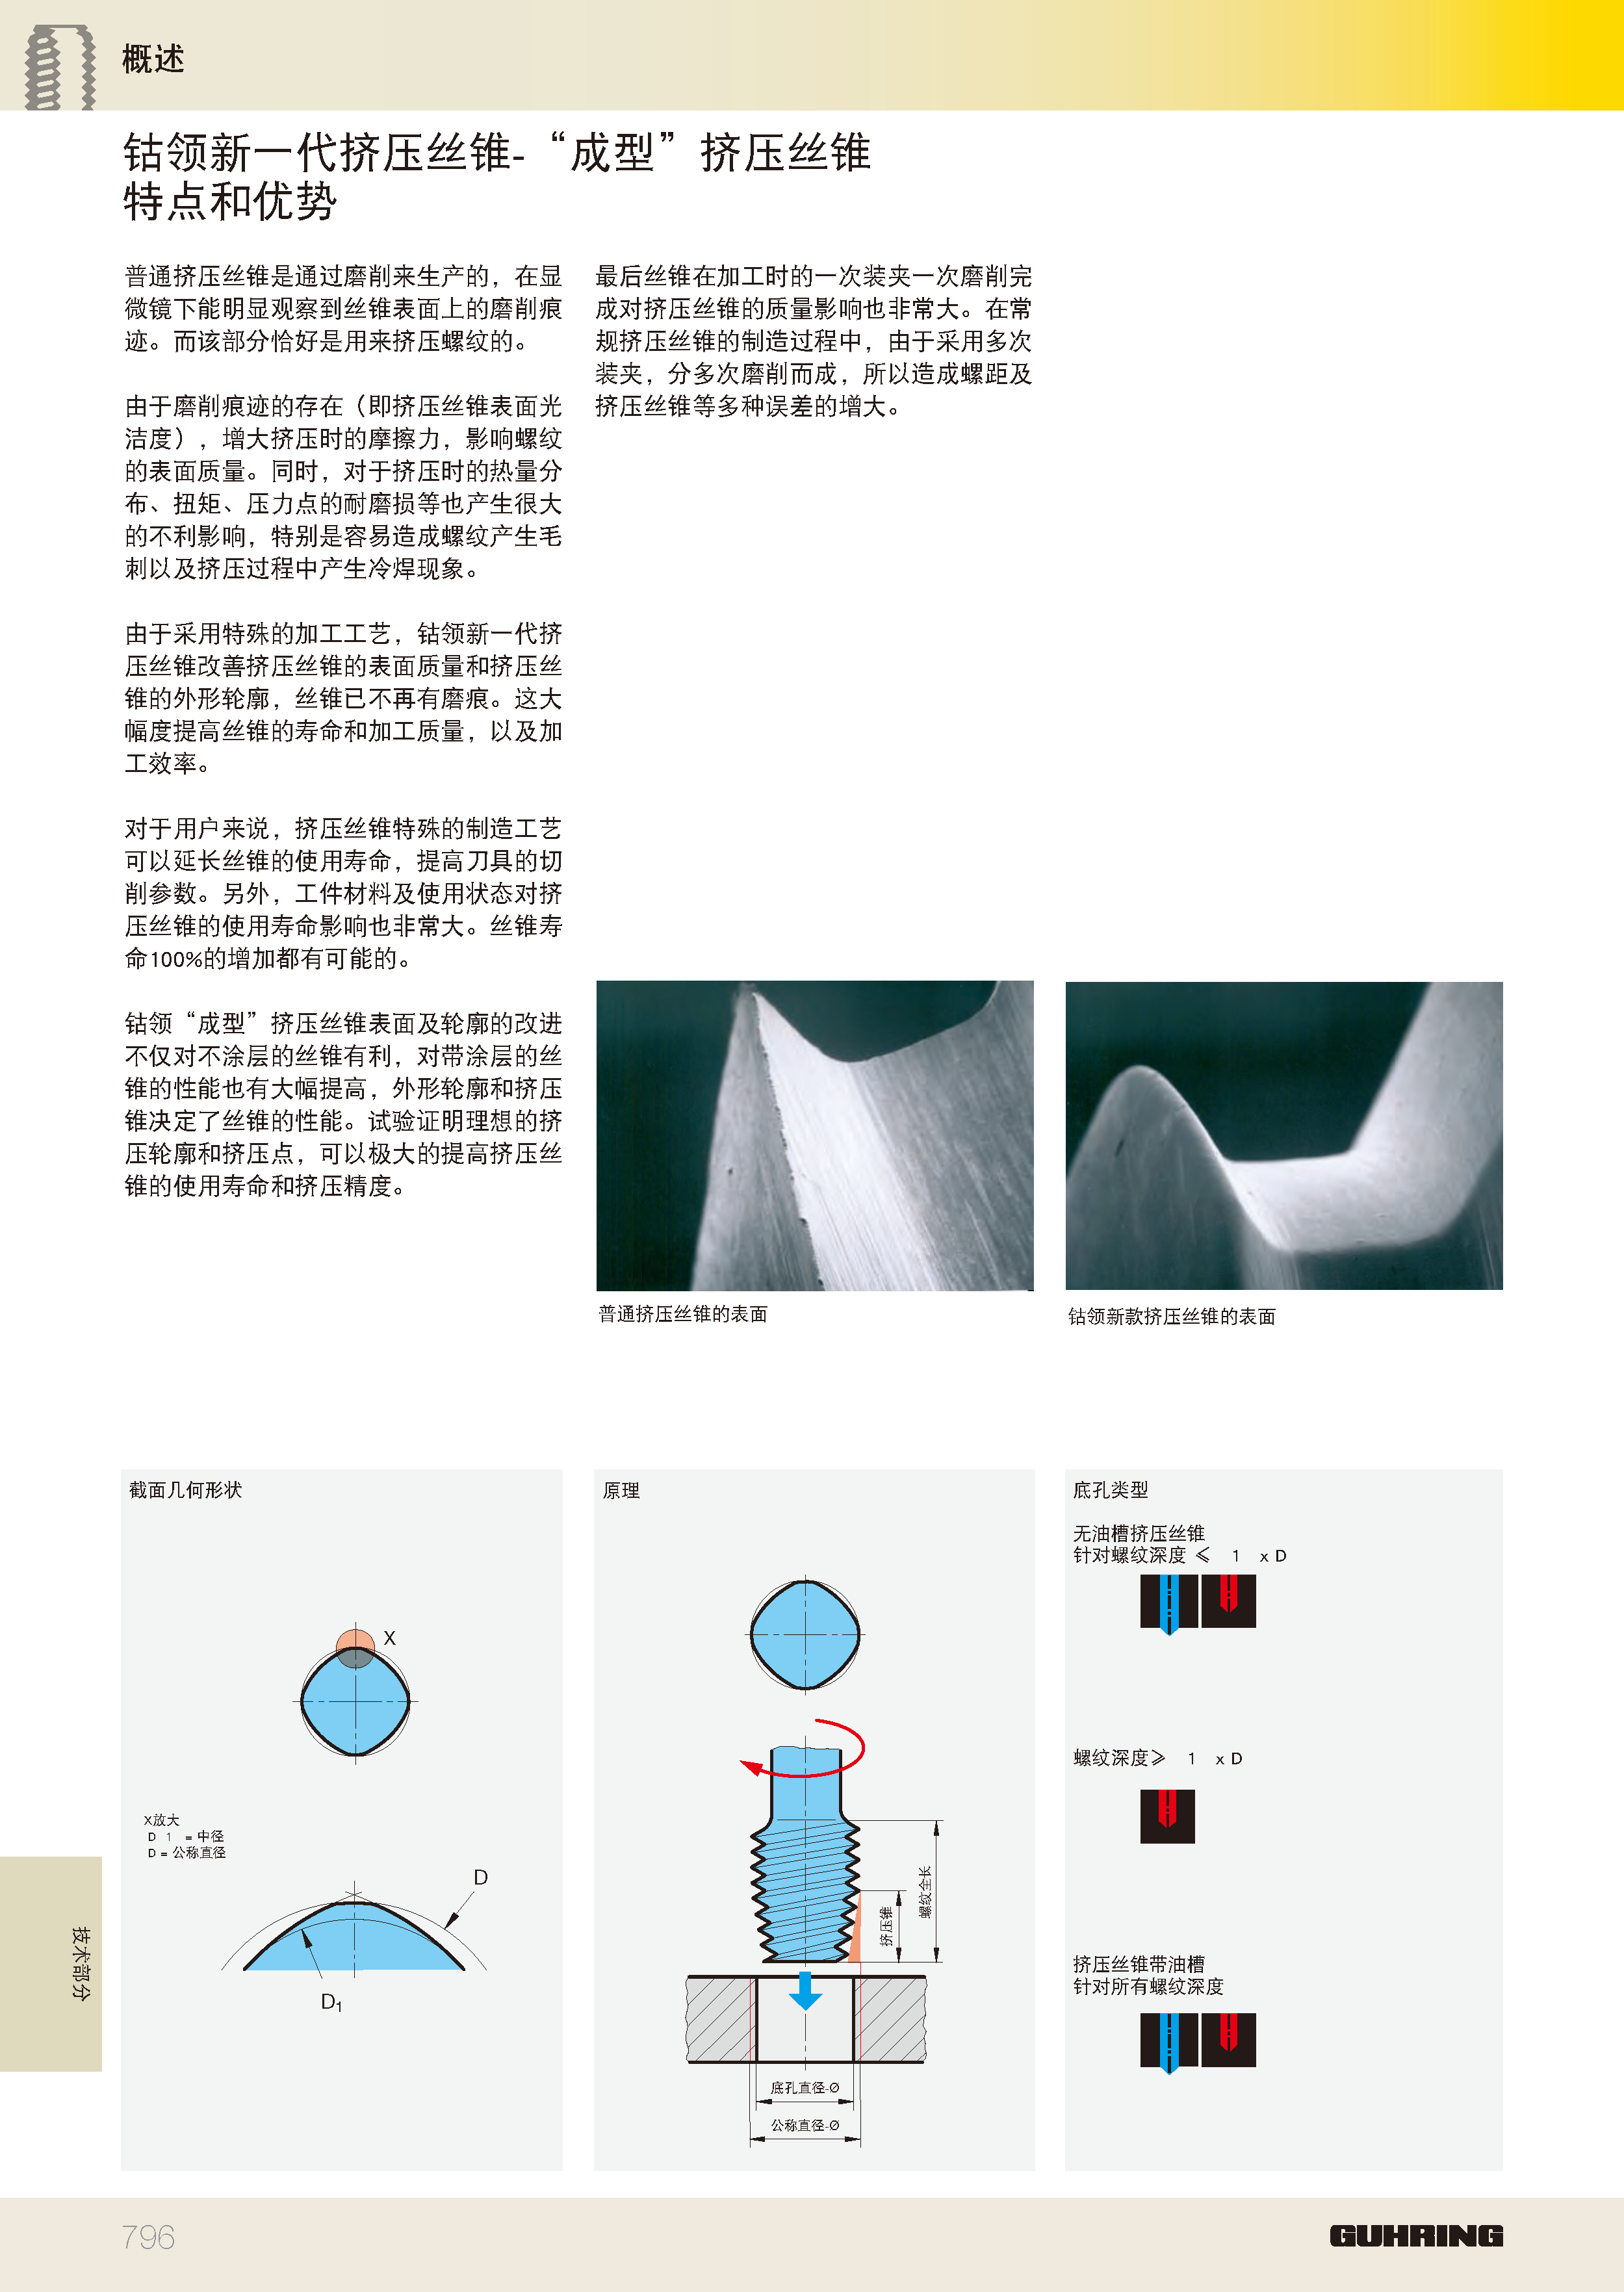 概述
钴领新一代挤压丝锥-“成型”挤压丝锥
特点和优势
普通挤压丝锥是通过磨削来生产的，在显
微镜下能明显观察到丝锥表面上的磨削痕
迹。而该部分恰好是用来挤压螺纹的。
由于磨削痕迹的存在（即挤压丝锥表面光
洁度），增大挤压时的摩擦力，影响螺纹
的表面质量。同时，对于挤压时的热量分
布、扭矩、压力点的耐磨损等也产生很大
的不利影响，特别是容易造成螺纹产生毛
刺以及挤压过程中产生冷焊现象。
由于采用特殊的加工工艺，钴领新一代挤
压丝锥改善挤压丝锥的表面质量和挤压丝
锥的外形轮廓，丝锥已不再有磨痕。这大
幅度提高丝锥的寿命和加工质量，以及加
工效率。
对于用户来说，挤压丝锥特殊的制造工艺
可以延长丝锥的使用寿命，提高刀具的切
削参数。另外，工件材料及使用状态对挤
压丝锥的使用寿命影响也非常大。丝锥寿
命100%的增加都有可能的。
钴领“成型”挤压丝锥表面及轮廓的改进
不仅对不涂层的丝锥有利，对带涂层的丝
锥的性能也有大幅提高，外形轮廓和挤压
锥决定了丝锥的性能。试验证明理想的挤
压轮廓和挤压点，可以极大的提高挤压丝
锥的使用寿命和挤压精度。
最后丝锥在加工时的一次装夹一次磨削完
成对挤压丝锥的质量影响也非常大。在常
规挤压丝锥的制造过程中，由于采用多次
装夹，分多次磨削而成，所以造成螺距及
挤压丝锥等多种误差的增大。
普通挤压丝锥的表面
钴领新款挤压丝锥的表面
截面几何形状
X
X放大
D 1 = 中径
D = 公称直径
D
D1
原理
螺纹全长
挤压锥
底孔直径-Ø
公称直径-Ø
底孔类型
无油槽挤压丝锥
针对螺纹深度 ≤ 1 x D
螺纹深度≥ 1 x D
挤压丝锥带油槽
针对所有螺纹深度
技术部分
796
GUHRING